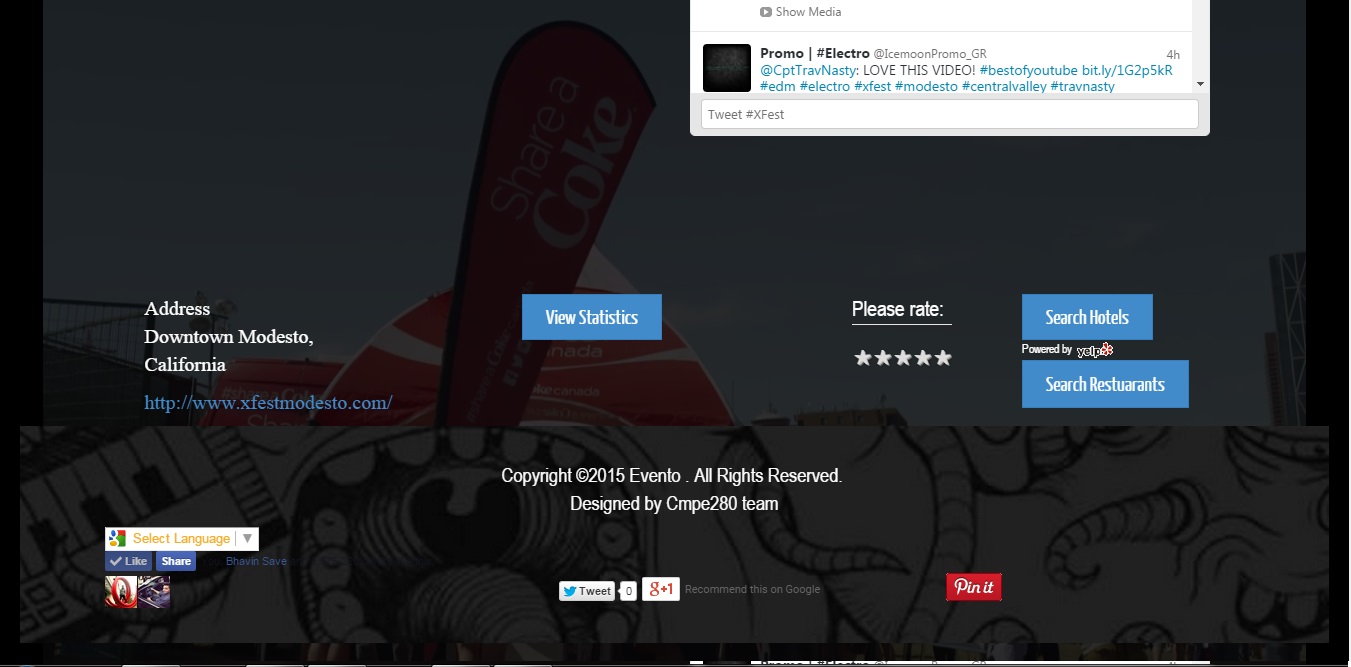 Show Media
Promo | #Electro @IcemoonPromo_GR 4h
@CptTravNasty: LOVE THIS VIDEO! #bestofyoutube bit.ly/1G2p5kR
#edm #electro #xfest #modesto #centralvalley #travnasty
Tweet #XFest
Share a
Coke
Address
Downtown Modesto,
California
http://www.xfestmodesto.com/
View Statistics
Please rate:
Search Hotels
Powered by yelp
Search Restuarants
Copyright ©2015 Evento . All Rights Reserved.
Designed by Cmpe280 team
Select Language ▼
Like Share Bhavin Save
Tweet 0 g+1 Recommend this on Google
Pin it
Promo | #Electro